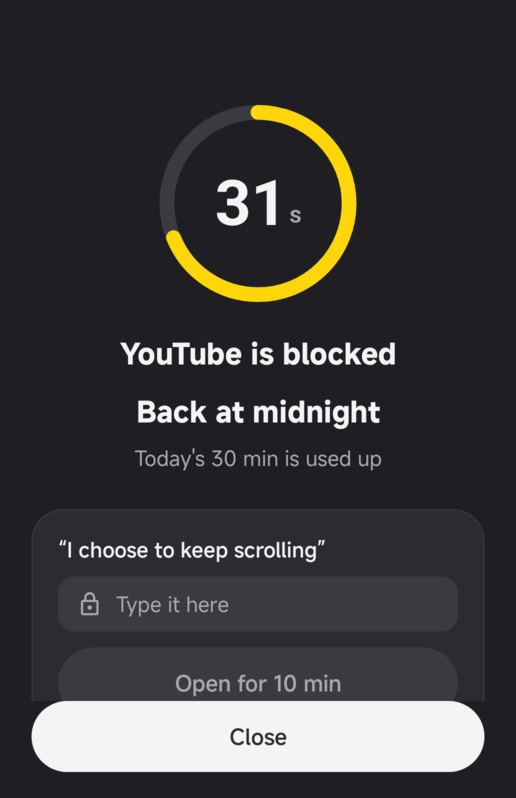 31 s
YouTube is blocked
Back at midnight
Today's 30 min is used up
“I choose to keep scrolling”
Type it here
Open for 10 min
Close